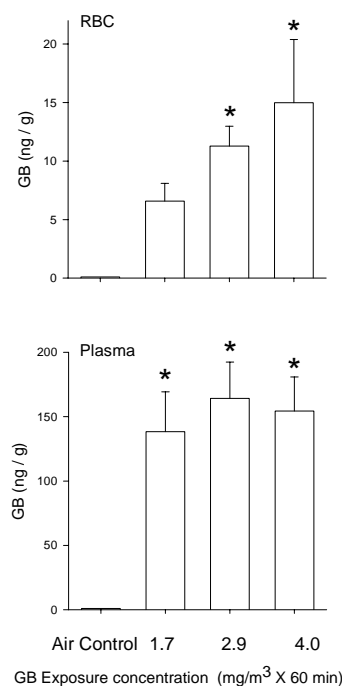 RBC
20
*
*
15
GB (ng / g)
10
5
0
Plasma
200
*
*
*
150
GB (ng / g)
100
50
0
Air Control 1.7 2.9 4.0
GB Exposure concentration (mg/m³ X 60 min)